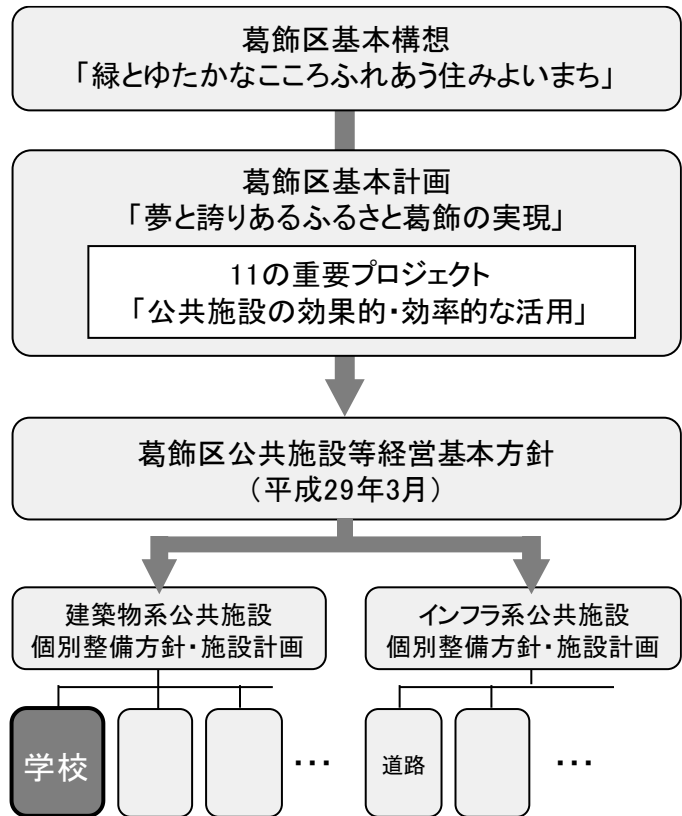 葛飾区基本構想
「緑とゆたかなこころふれあう住みよいまち」
葛飾区基本計画
「夢と誇りあるふるさと葛飾の実現」
11の重要プロジェクト
「公共施設の効果的・効率的な活用」
葛飾区公共施設等経営基本方針
（平成29年3月）
建築物系公共施設
個別整備方針・施設計画
インフラ系公共施設
個別整備方針・施設計画
学校
…
道路
…